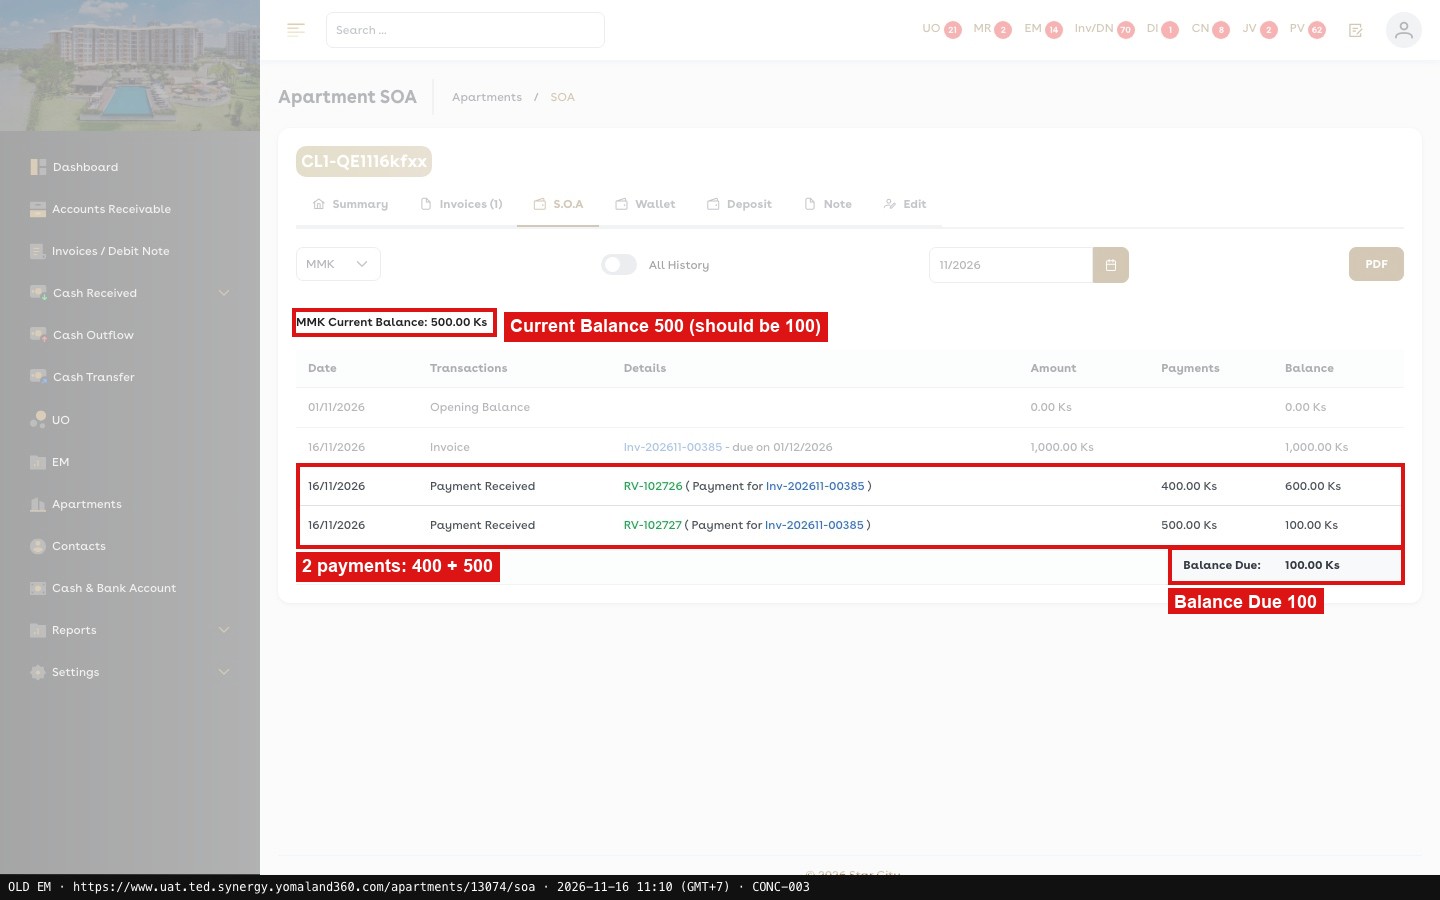 Search ...
UO 21 MR 2 EM 14 Inv/DN 70 DI 1 CN 8 JV 2 PV 62
Apartment SOA
Apartments / SOA
Dashboard
Accounts Receivable
Invoices / Debit Note
Cash Received
Cash Outflow
Cash Transfer
UO
EM
Apartments
Contacts
Cash & Bank Account
Reports
Settings
CL1-QE1116kfxx
Summary Invoices (1) S.O.A Wallet Deposit Note Edit
MMK All History 11/2026 PDF
MMK Current Balance: 500.00 Ks Current Balance 500 (should be 100)
Date Transactions Details Amount Payments Balance
01/11/2026 Opening Balance 0.00 Ks 0.00 Ks
16/11/2026 Invoice Inv-202611-00385 - due on 01/12/2026 1,000.00 Ks 1,000.00 Ks
16/11/2026 Payment Received RV-102726 ( Payment for Inv-202611-00385 ) 400.00 Ks 600.00 Ks
16/11/2026 Payment Received RV-102727 ( Payment for Inv-202611-00385 ) 500.00 Ks 100.00 Ks
2 payments: 400 + 500 Balance Due: 100.00 Ks
Balance Due 100
© 2026 Star City
OLD EM · https://www.uat.ted.synergy.yomaland360.com/apartments/13074/soa · 2026-11-16 11:10 (GMT+7) · CONC-003